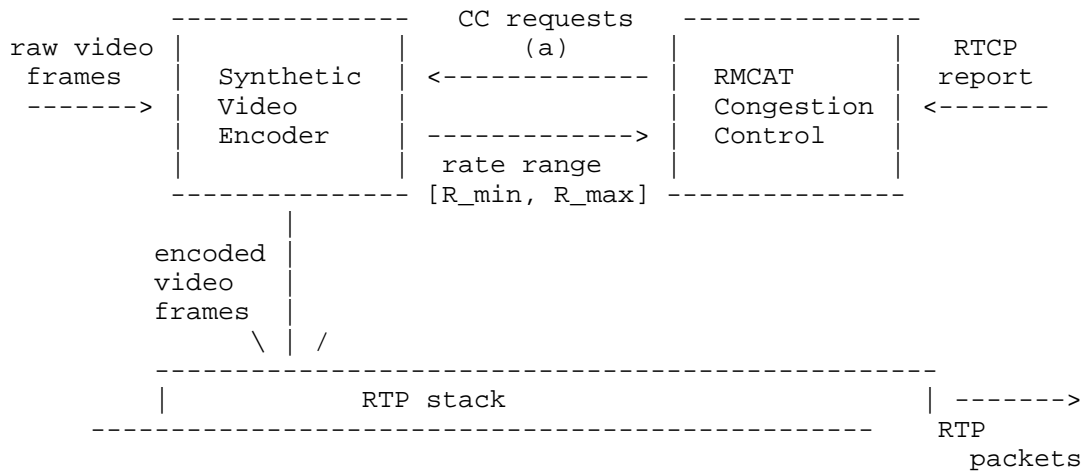 --------------- CC requests ---------------
raw video | | (a) | | RTCP
frames | Synthetic | <------------- | RMCAT | report
-------> | Video | | Congestion | <-------
| Encoder | -------------> | Control |
| | rate range | |
--------------- [R_min, R_max] ---------------
|
encoded |
video |
frames |
\ | /
-------------------------------------------------
| RTP stack | ------->
------------------------------------------------- RTP
packets